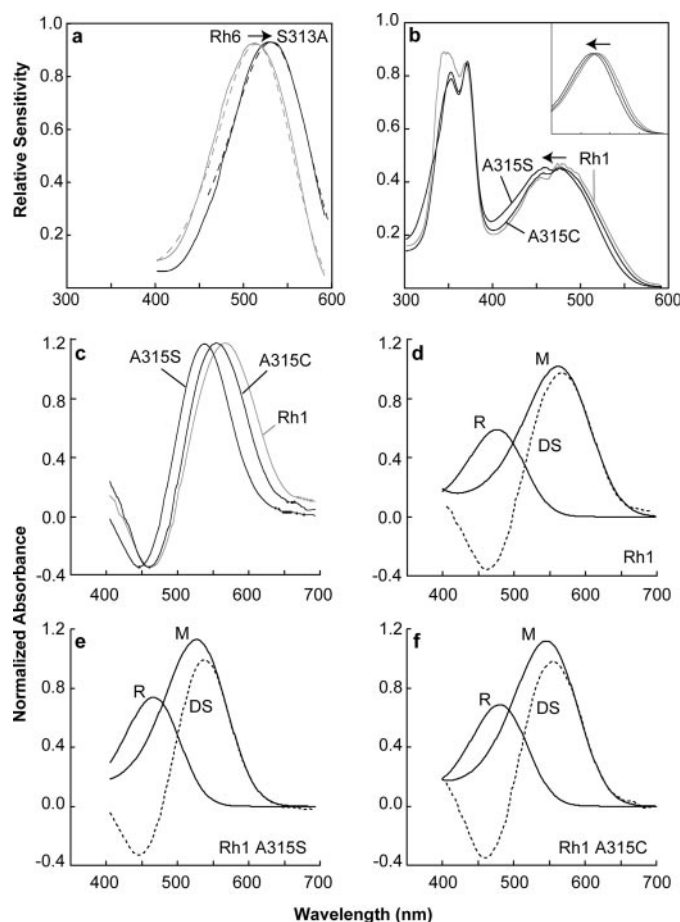 a
Rh6 → S313A
1.0
0.8
0.6
0.4
0.2
300 400 500 600
Relative Sensitivity
b
A315S
Rh1
A315C
1.0
0.8
0.6
0.4
0.2
300 400 500 600
c
A315S
A315C
Rh1
1.2
0.8
0.4
0.0
-0.4
400 500 600 700
d
M
R
DS
Rh1
1.2
0.8
0.4
0.0
-0.4
400 500 600 700
Normalized Absorbance
e
M
R
DS
Rh1 A315S
1.2
0.8
0.4
0.0
-0.4
400 500 600 700
f
M
R
DS
Rh1 A315C
1.2
0.8
0.4
0.0
-0.4
400 500 600 700
Wavelength (nm)